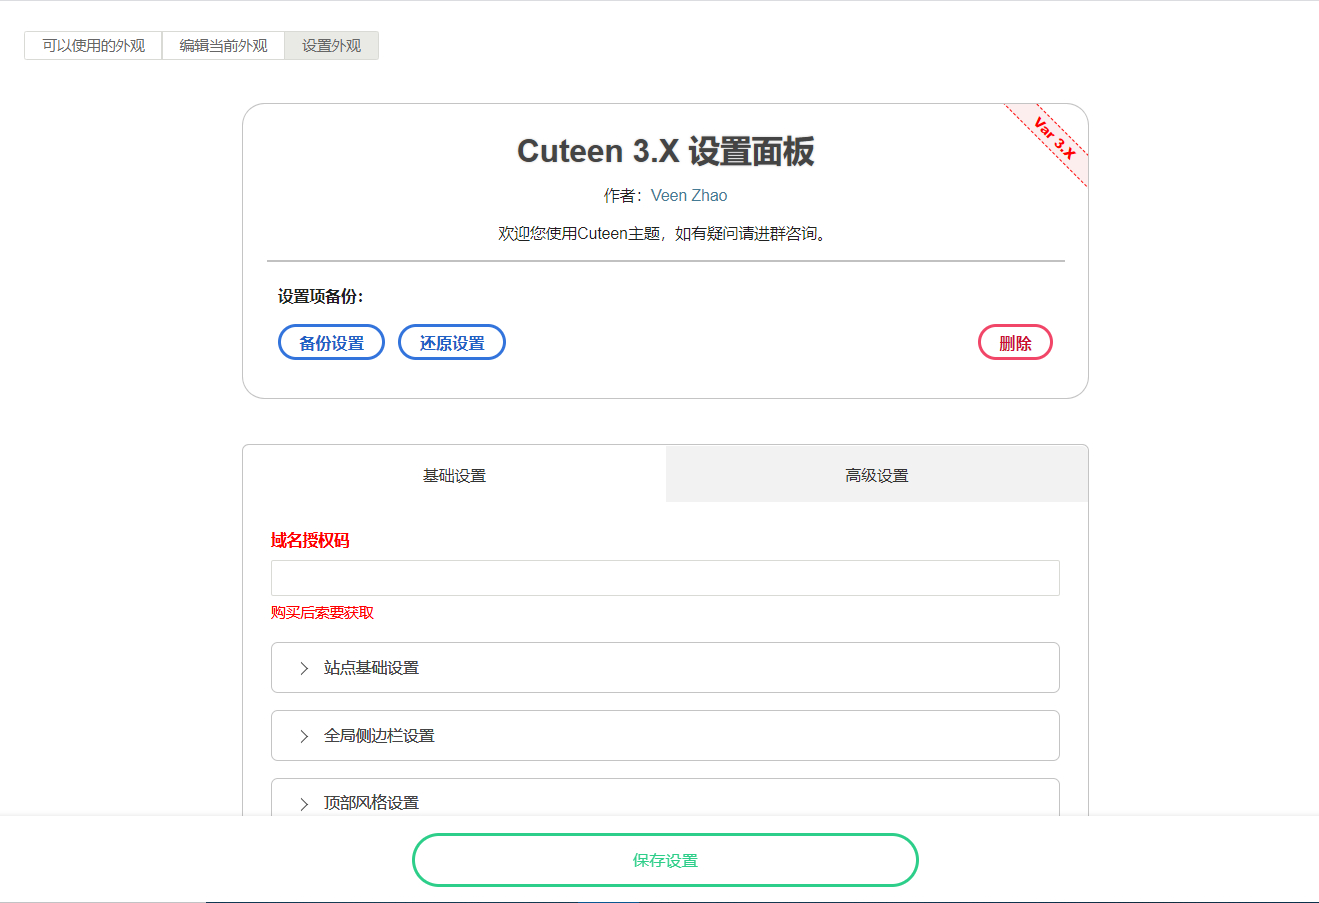 可以使用的外观 编辑当前外观 设置外观
Var 3.X
Cuteen 3.X 设置面板
作者：Veen Zhao
欢迎您使用Cuteen主题，如有疑问请进群咨询。
设置项备份：
备份设置 还原设置 删除
基础设置 高级设置
域名授权码
购买后索要获取
站点基础设置
全局侧边栏设置
顶部风格设置
保存设置